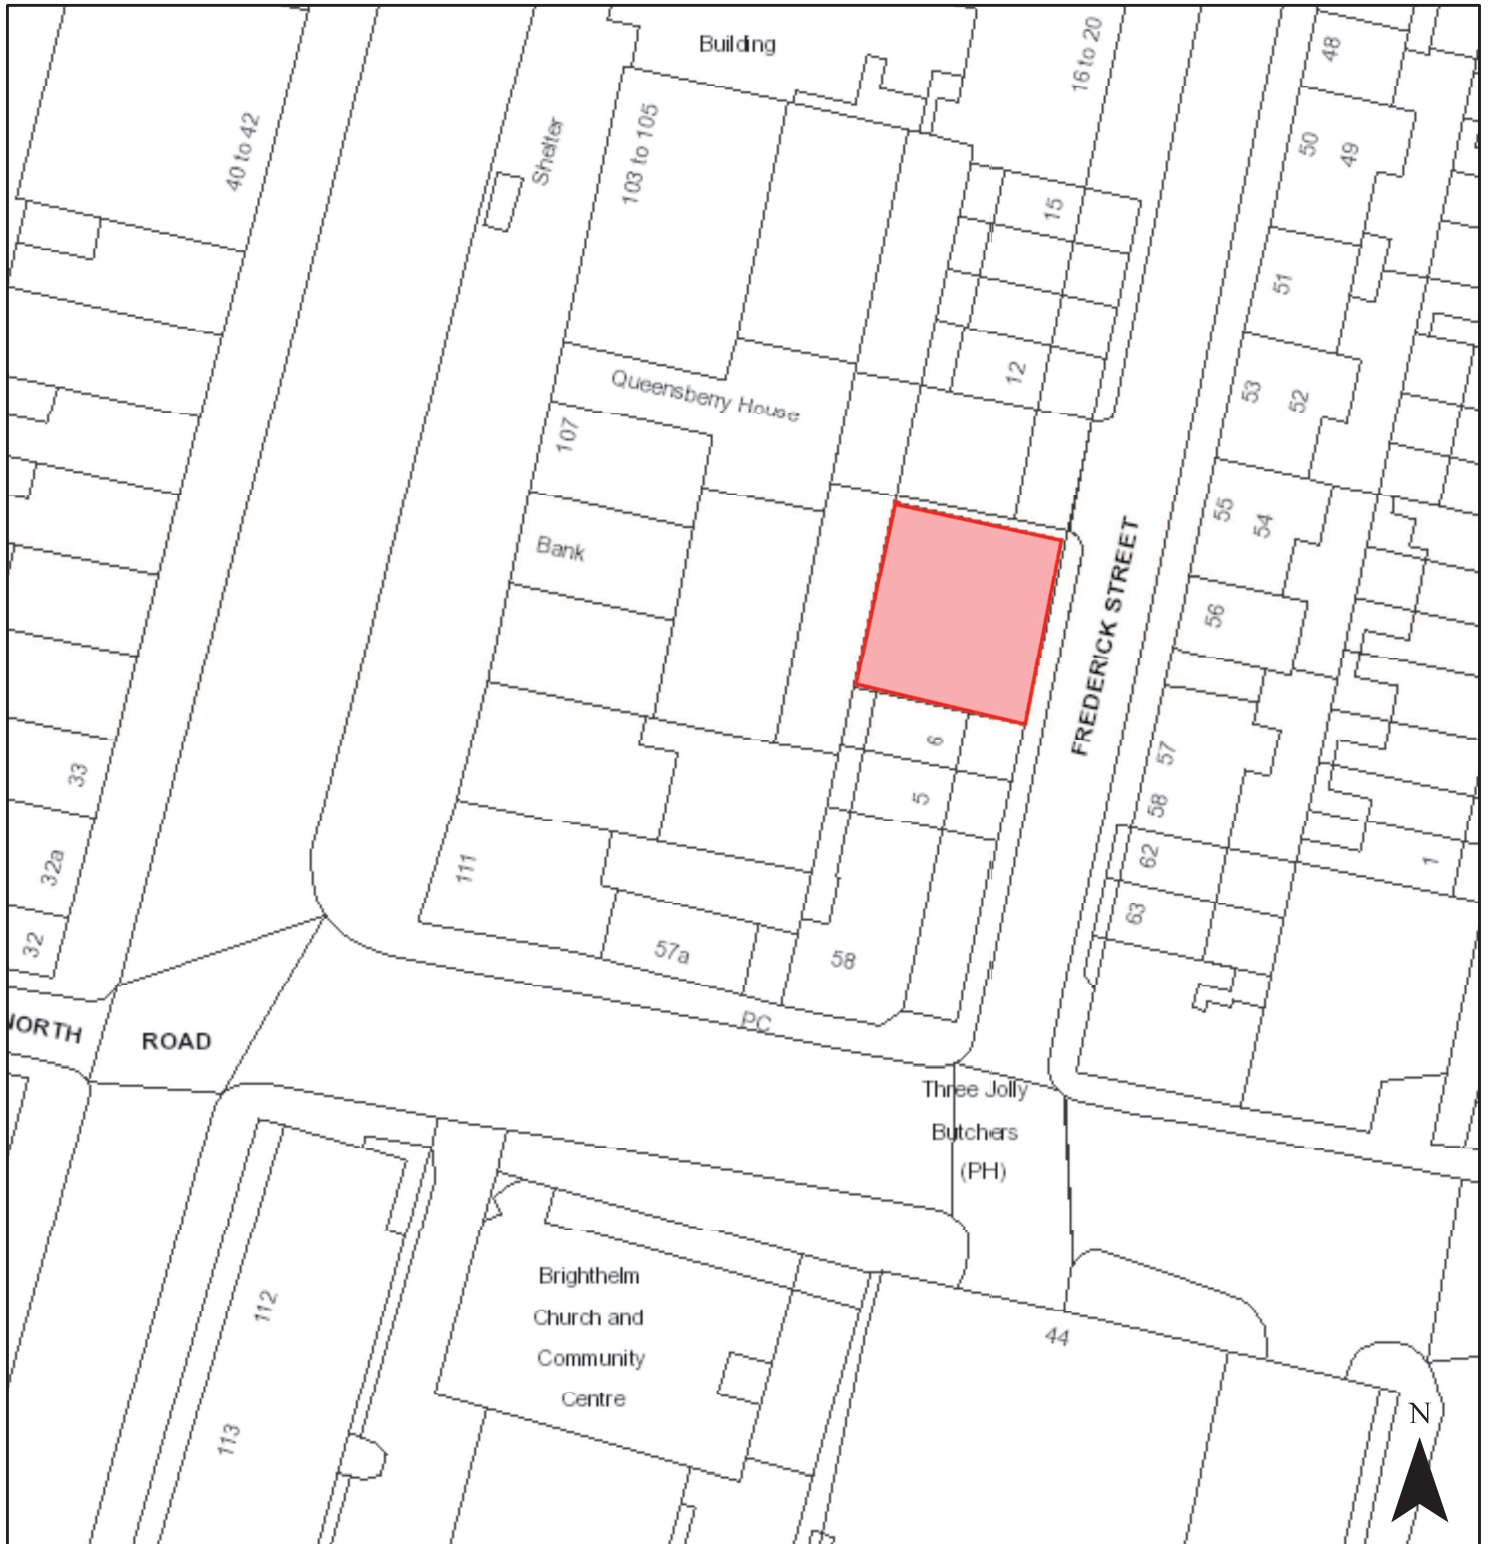 Building
16 to 20
48
40 to 42
Shelter
103 to 105
50
49
15
51
12
Queensberry House
53
52
107
55
54
Bank
FREDERICK STREET
56
6
57
33
5
58
62
1
32a
111
63
32
57a
58
PC
NORTH
ROAD
Three Jolly
Butchers
(PH)
Brighthelm
Church and
Community
Centre
112
44
113
N